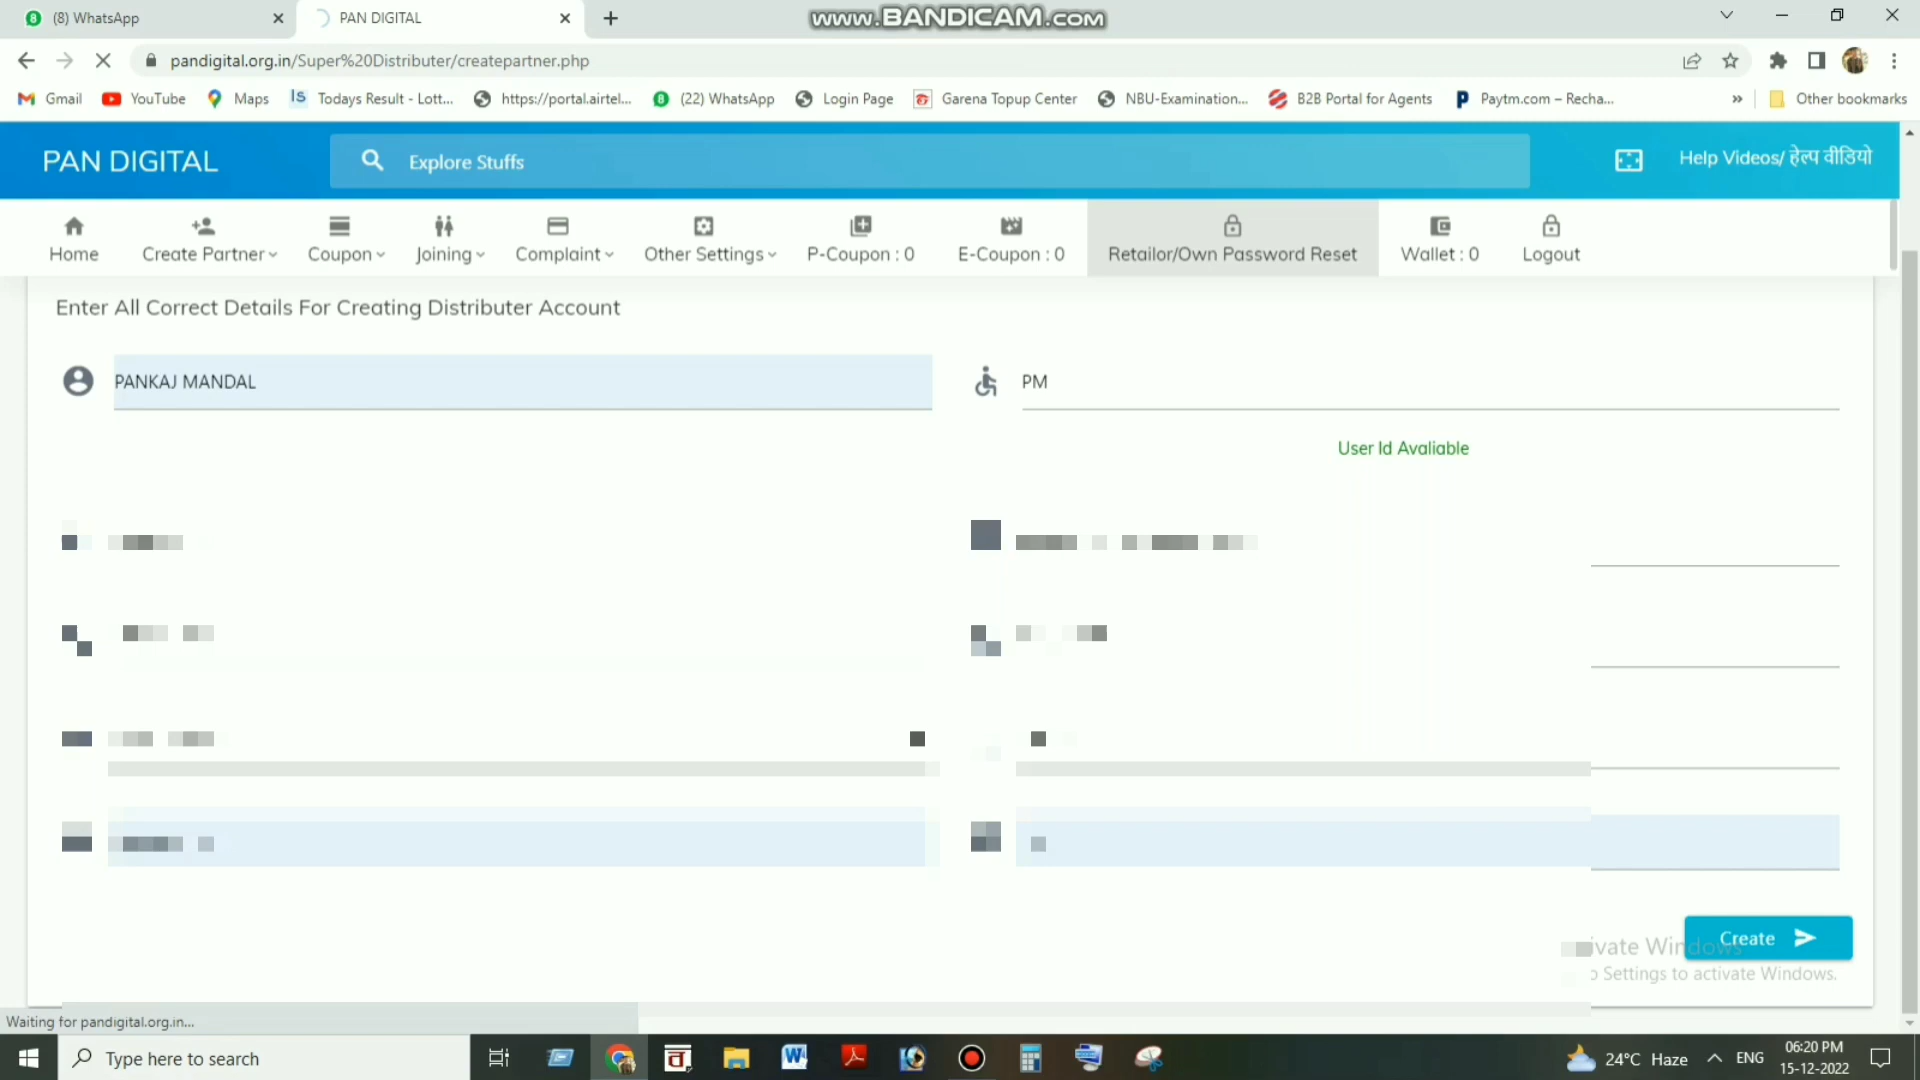 (8) WhatsApp
PAN DIGITAL
www.BANDICAM.com
pandigital.org.in/Super%20Distributer/createpartner.php
Gmail
YouTube
Maps
Todays Result - Lott...
https://portal.airtel...
(22) WhatsApp
Login Page
Garena Topup Center
NBU-Examination...
B2B Portal for Agents
Paytm.com – Recha...
»
Other bookmarks
PAN DIGITAL
Explore Stuffs
Help Videos/ हेल्प वीडियो
Home
Create Partner
Coupon
Joining
Complaint
Other Settings
P-Coupon : 0
E-Coupon : 0
Retailor/Own Password Reset
Wallet : 0
Logout
Enter All Correct Details For Creating Distributer Account
PANKAJ MANDAL
PM
User Id Avaliable
Create
Windows
Settings to activate Windows.
Waiting for pandigital.org.in...
Type here to search
24°C Haze
ENG
06:20 PM
15-12-2022